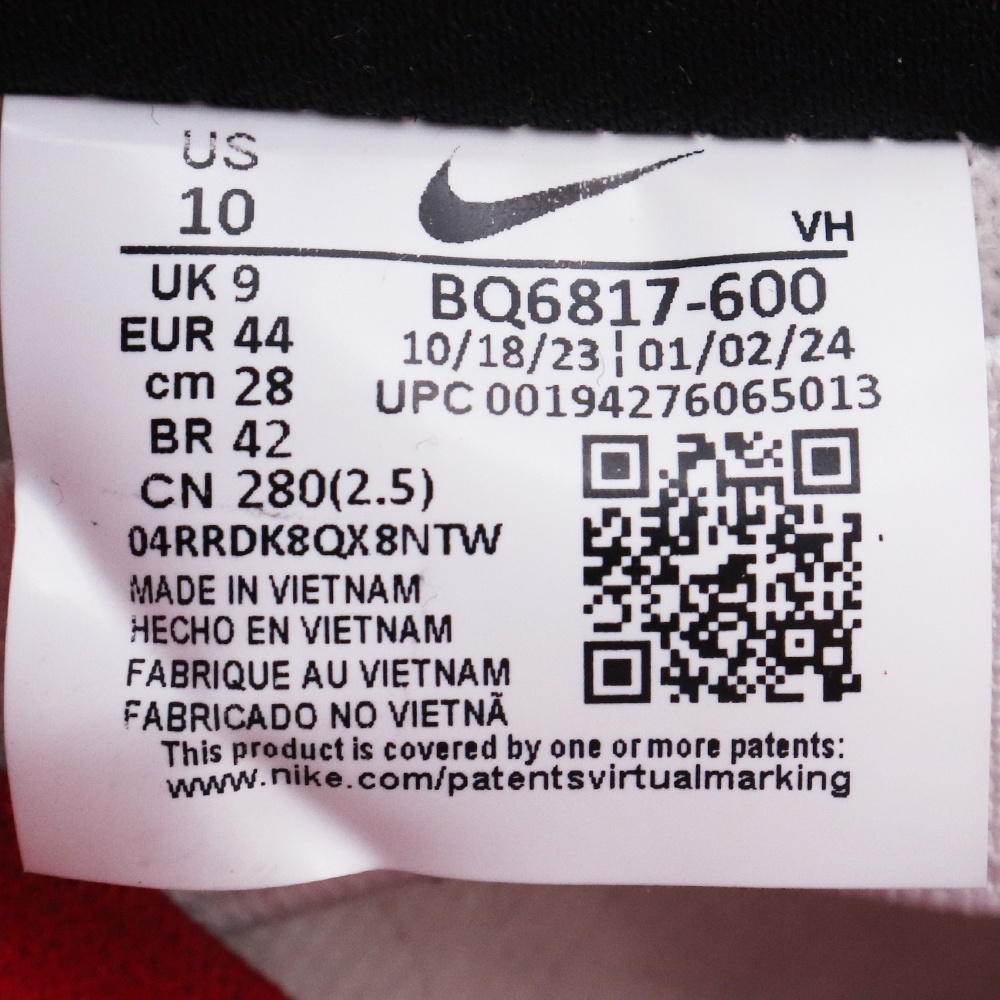 US
10
VH
UK 9
EUR 44
cm 28
BR 42
CN 280(2.5)
BQ6817-600
10/18/23 | 01/02/24
UPC 00194276065013
04RRDK8QX8NTW
MADE IN VIETNAM
HECHO EN VIETNAM
FABRIQUE AU VIETNAM
FABRICADO NO VIETNÃ
This product is covered by one or more patents:
www.nike.com/patentsvirtualmarking